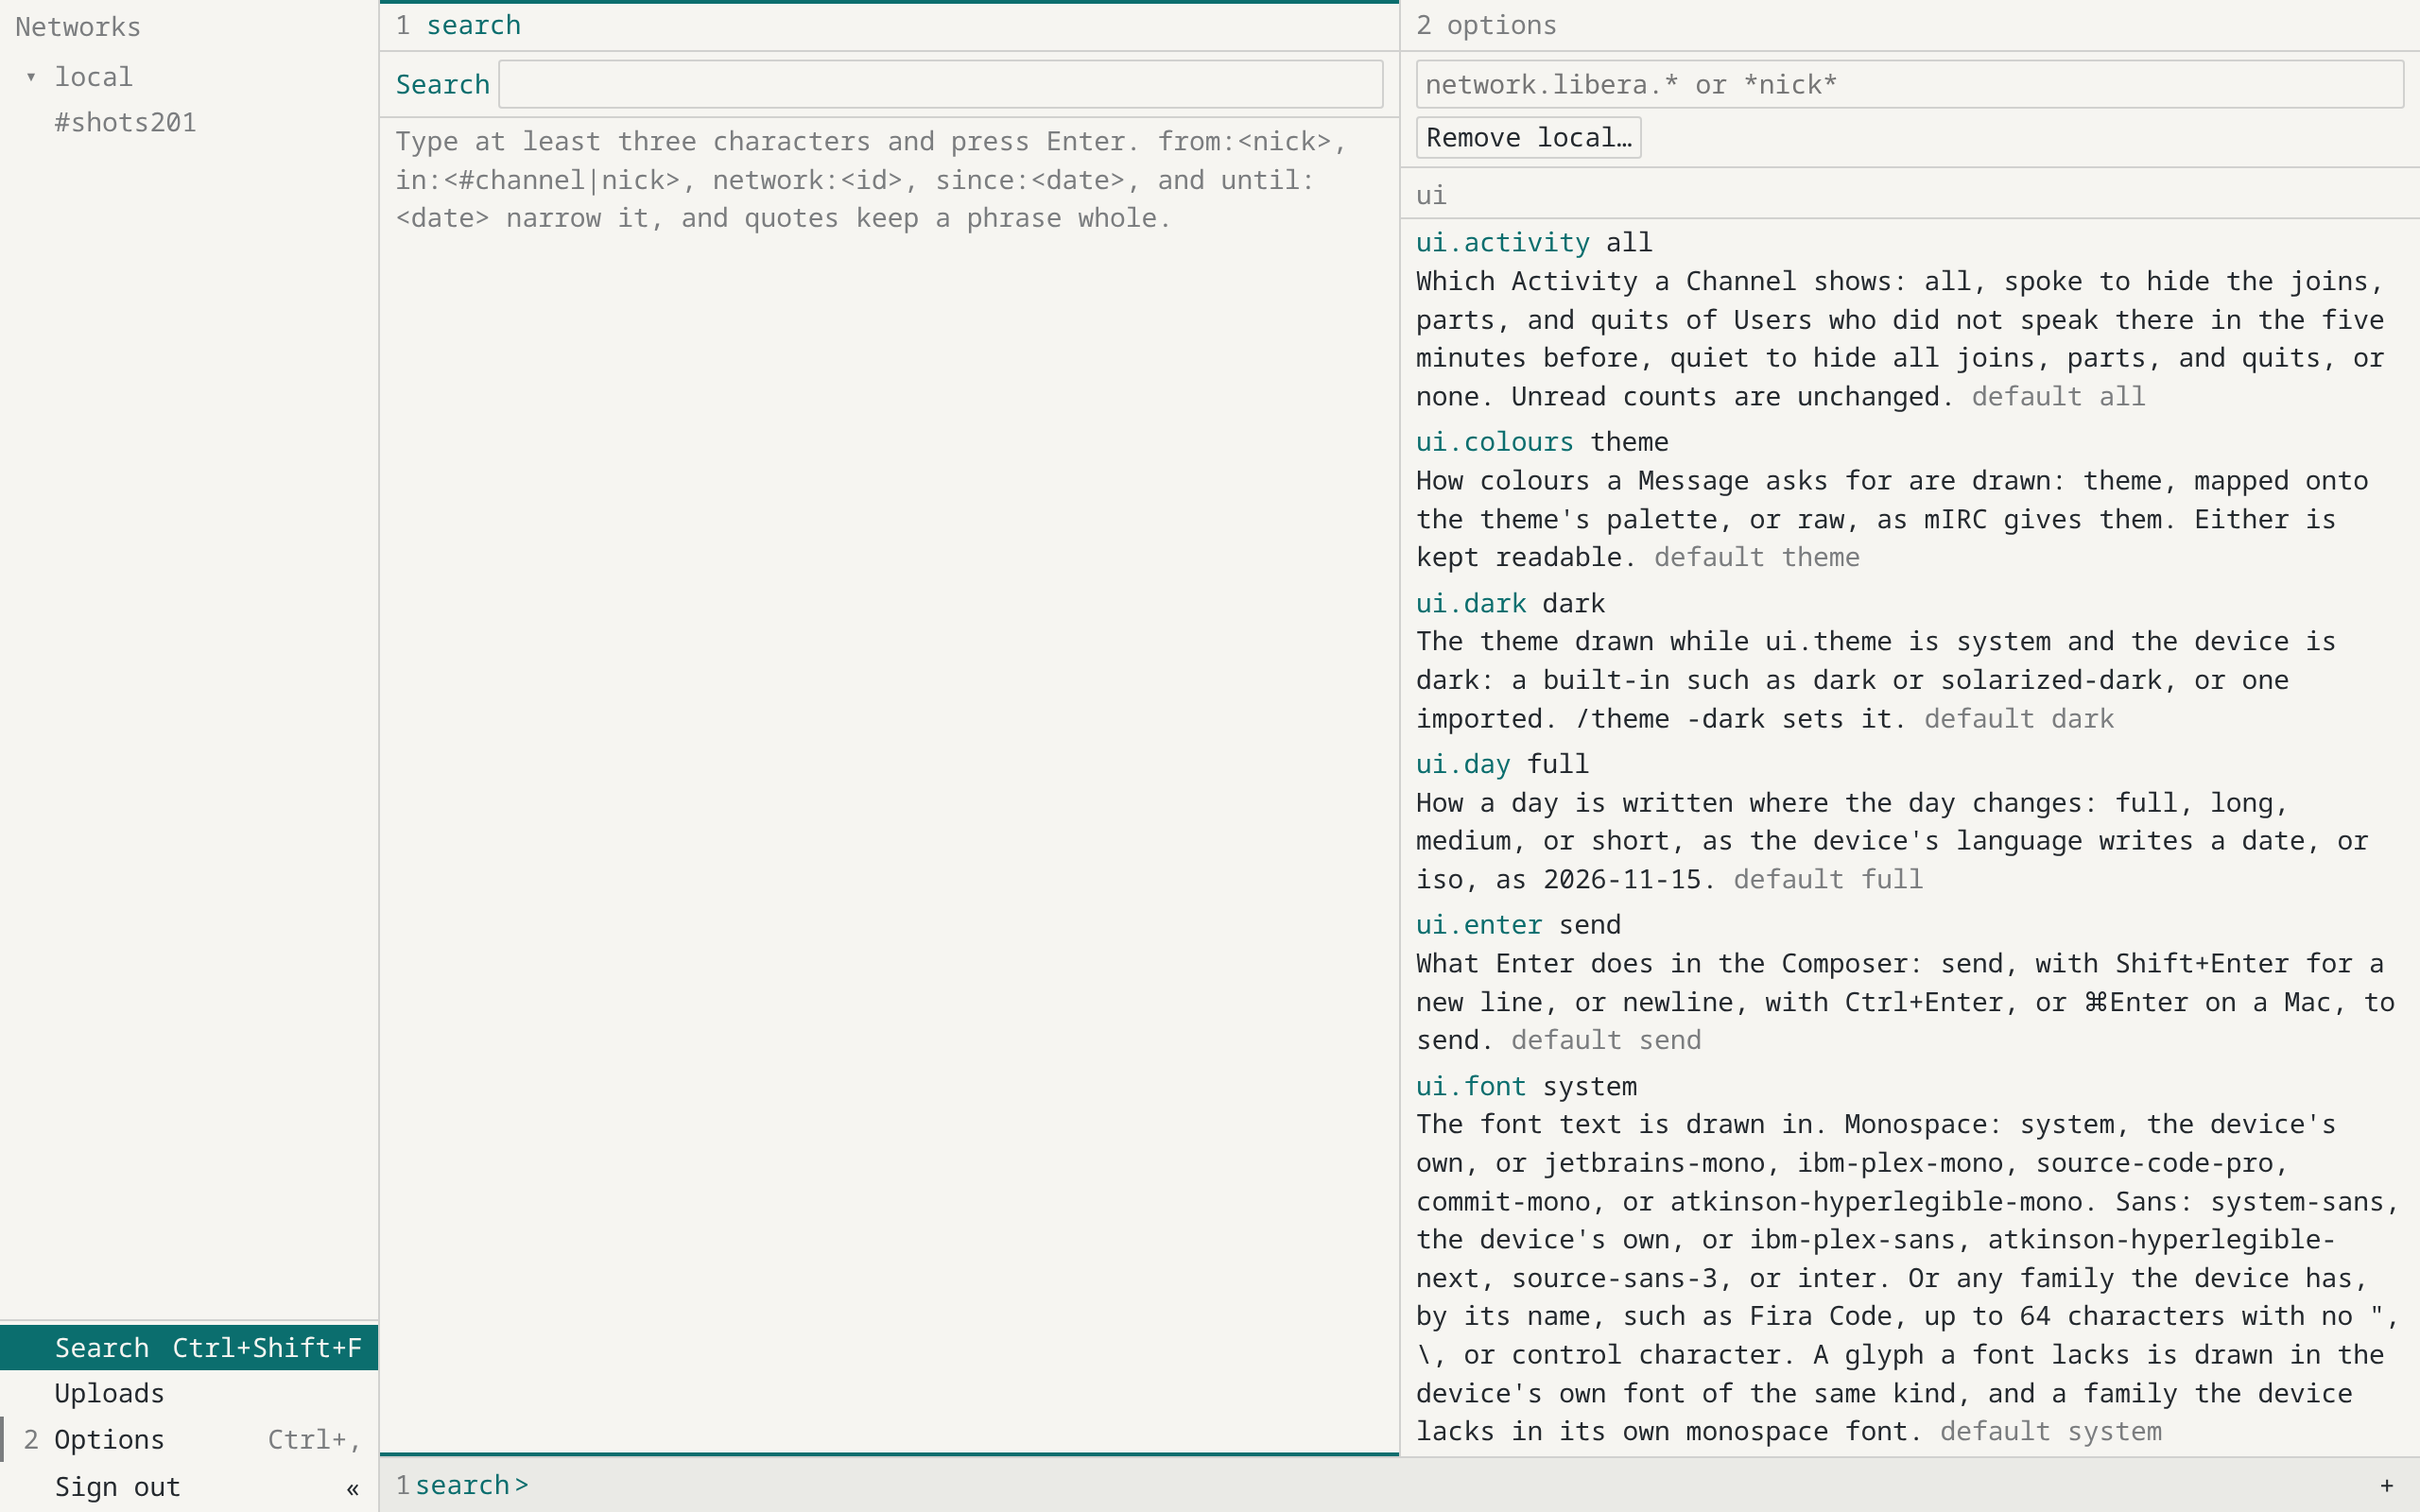 Networks
▾ local
#shots201
Search Ctrl+Shift+F
Uploads
2 Options Ctrl+,
Sign out «
1 search
Search
Type at least three characters and press Enter. from:<nick>,
in:<#channel|nick>, network:<id>, since:<date>, and until:
<date> narrow it, and quotes keep a phrase whole.
2 options
network.libera.* or *nick*
Remove local…
ui
ui.activity all
Which Activity a Channel shows: all, spoke to hide the joins,
parts, and quits of Users who did not speak there in the five
minutes before, quiet to hide all joins, parts, and quits, or
none. Unread counts are unchanged. default all
ui.colours theme
How colours a Message asks for are drawn: theme, mapped onto
the theme's palette, or raw, as mIRC gives them. Either is
kept readable. default theme
ui.dark dark
The theme drawn while ui.theme is system and the device is
dark: a built-in such as dark or solarized-dark, or one
imported. /theme -dark sets it. default dark
ui.day full
How a day is written where the day changes: full, long,
medium, or short, as the device's language writes a date, or
iso, as 2026-11-15. default full
ui.enter send
What Enter does in the Composer: send, with Shift+Enter for a
new line, or newline, with Ctrl+Enter, or ⌘Enter on a Mac, to
send. default send
ui.font system
The font text is drawn in. Monospace: system, the device's
own, or jetbrains-mono, ibm-plex-mono, source-code-pro,
commit-mono, or atkinson-hyperlegible-mono. Sans: system-sans,
the device's own, or ibm-plex-sans, atkinson-hyperlegible-
next, source-sans-3, or inter. Or any family the device has,
by its name, such as Fira Code, up to 64 characters with no ",
\, or control character. A glyph a font lacks is drawn in the
device's own font of the same kind, and a family the device
lacks in its own monospace font. default system
1 search> +